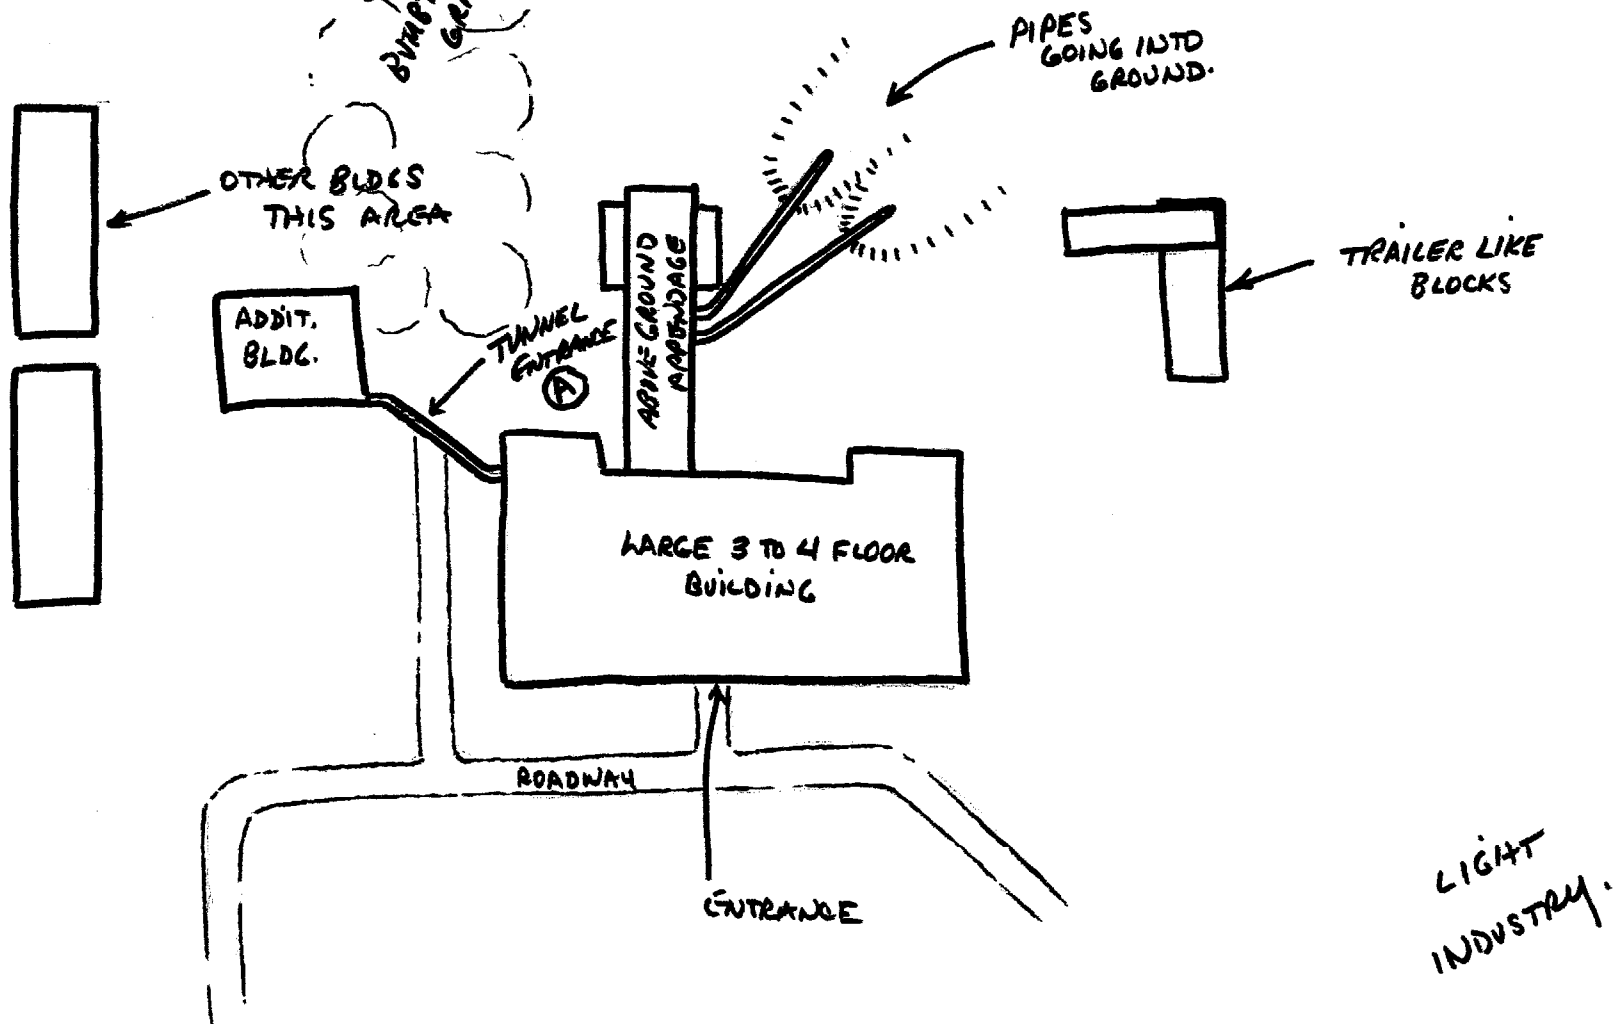 PIPES
GOING INTO
GROUND.
OTHER BLDGS
THIS AREA
TRAILER LIKE
BLOCKS
ADDIT.
BLDG.
TUNNEL
ENTRANCE
A
ABOVE GROUND
APPENDAGE
LARGE 3 TO 4 FLOOR
BUILDING
ROADWAY
ENTRANCE
LIGHT
INDUSTRY.